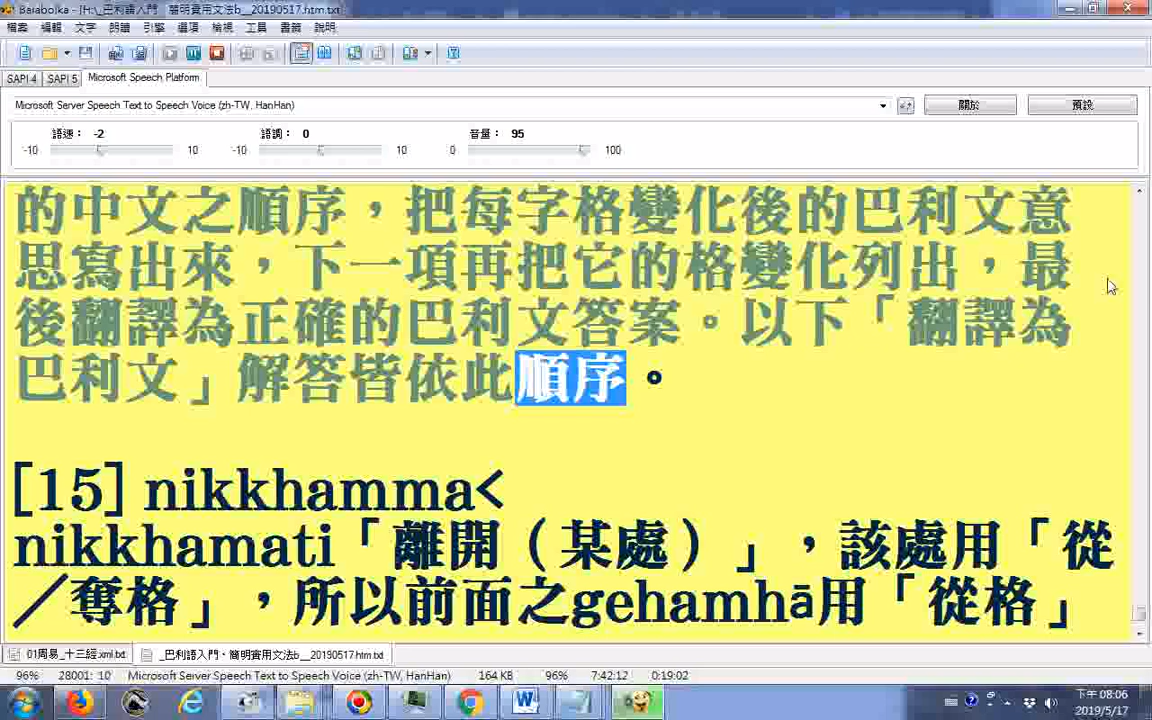 Balabolka - [H:\_巴利語入門‧簡明實用文法b__20190517.htm.txt]
檔案 編輯 文字 朗讀 引擎 選項 檢視 工具 書籤 說明
SAPI 4 SAPI 5 Microsoft Speech Platform
Microsoft Server Speech Text to Speech Voice (zh-TW, HanHan) 關於 預設
語速： -2 語調： 0 音量： 95
-10 10 -10 10 0 100
的中文之順序，把每字格變化後的巴利文意
思寫出來，下一項再把它的格變化列出，最
後翻譯為正確的巴利文答案。以下「翻譯為
巴利文」解答皆依此順序。
[15] nikkhamma<
nikkhamati「離開（某處）」，該處用「從
／奪格」，所以前面之gehamhā用「從格」
01周易_十三經.xml.txt _巴利語入門‧簡明實用文法b__20190517.htm.txt
96% 28001: 10 Microsoft Server Speech Text to Speech Voice (zh-TW, HanHan) 164 KB 96% 7:42:12 0:19:02
下午 08:06
2019/5/17